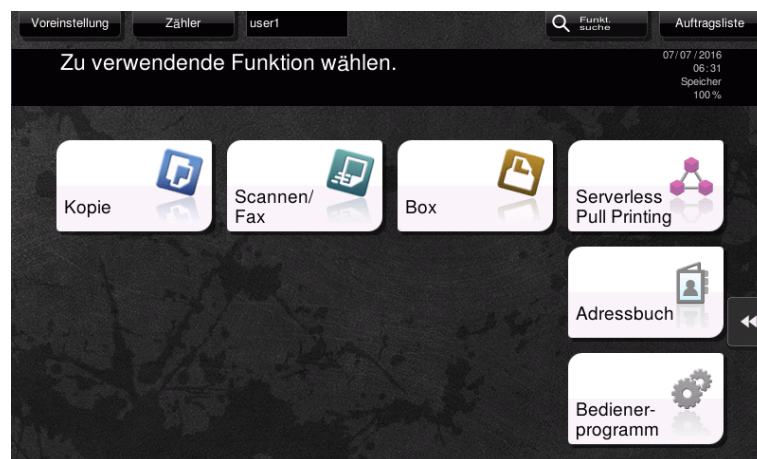 Voreinstellung
Zähler
user1
Funkt.
suche
Auftragsliste
Zu verwendende Funktion wählen.
07/07/2016
06:31
Speicher
100%
Kopie
Scannen/
Fax
Box
Serverless
Pull Printing
Adressbuch
Bediener-
programm